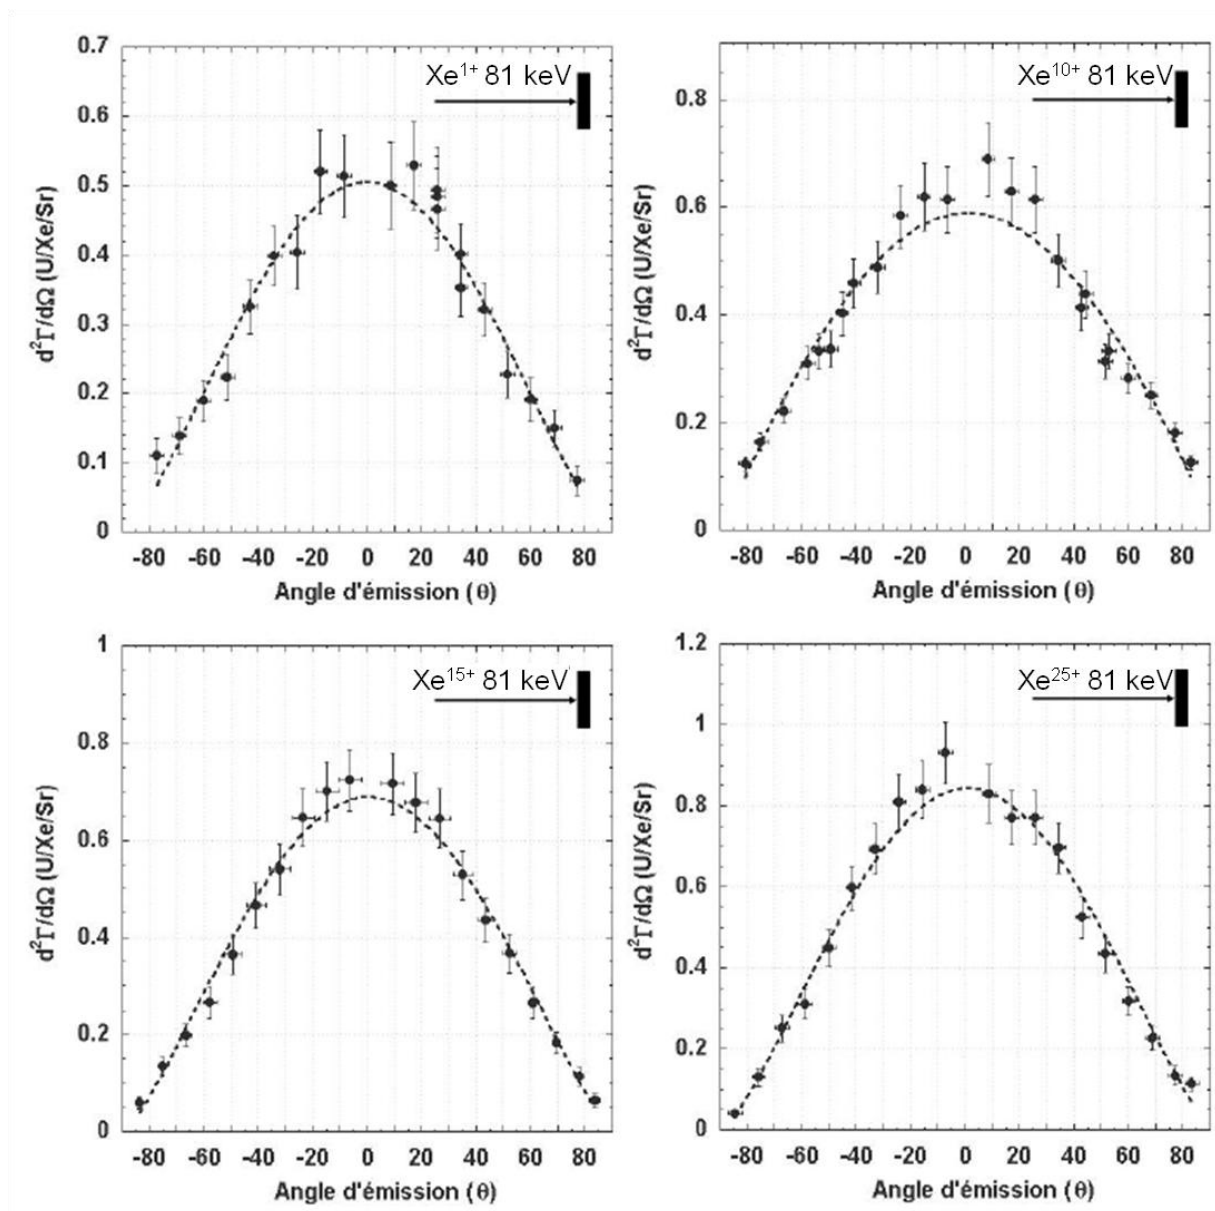 0.7
0.6
0.5
0.4
0.3
0.2
0.1
0
d²Γ/dΩ (U/Xe/Sr)
Xe¹⁺ 81 keV
-80 -60 -40 -20 0 20 40 60 80
Angle d'émission (θ)
0.8
0.6
0.4
0.2
0
d²Γ/dΩ (U/Xe/Sr)
Xe¹⁰⁺ 81 keV
-80 -60 -40 -20 0 20 40 60 80
Angle d'émission (θ)
1
0.8
0.6
0.4
0.2
0
d²Γ/dΩ (U/Xe/Sr)
Xe¹⁵⁺ 81 keV
-80 -60 -40 -20 0 20 40 60 80
Angle d'émission (θ)
1.2
1
0.8
0.6
0.4
0.2
0
d²Γ/dΩ (U/Xe/Sr)
Xe²⁵⁺ 81 keV
-80 -60 -40 -20 0 20 40 60 80
Angle d'émission (θ)